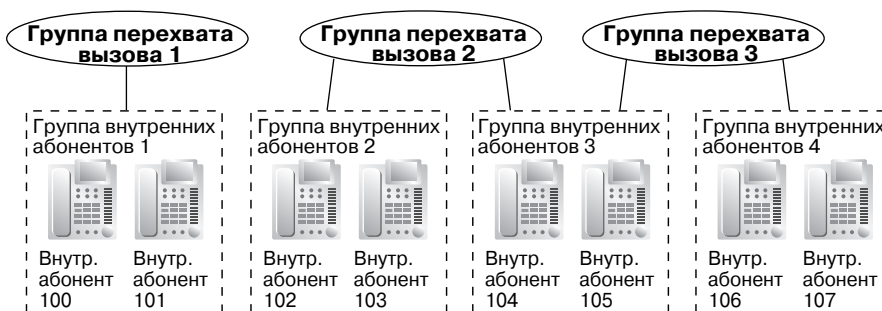 Группа перехвата
вызова 1
Группа перехвата
вызова 2
Группа перехвата
вызова 3
Группа внутренних
абонентов 1
Группа внутренних
абонентов 2
Группа внутренних
абонентов 3
Группа внутренних
абонентов 4
Внутр.
абонент
100
Внутр.
абонент
101
Внутр.
абонент
102
Внутр.
абонент
103
Внутр.
абонент
104
Внутр.
абонент
105
Внутр.
абонент
106
Внутр.
абонент
107